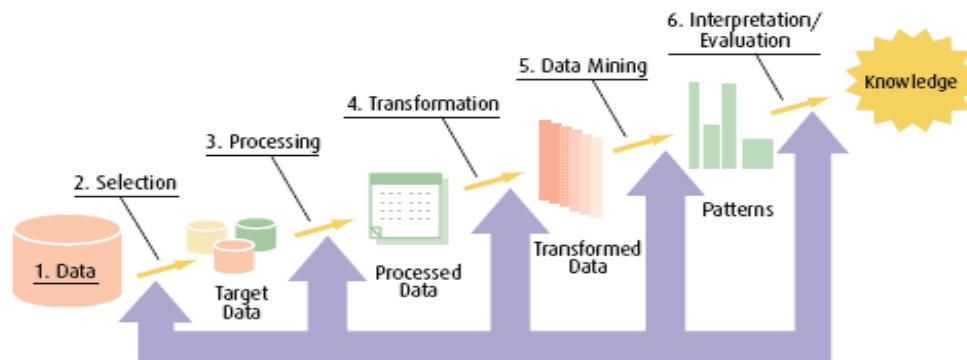 6. Interpretation/
Evaluation
Knowledge
5. Data Mining
4. Transformation
3. Processing
2. Selection
1. Data
Target
Data
Processed
Data
Transformed
Data
Patterns